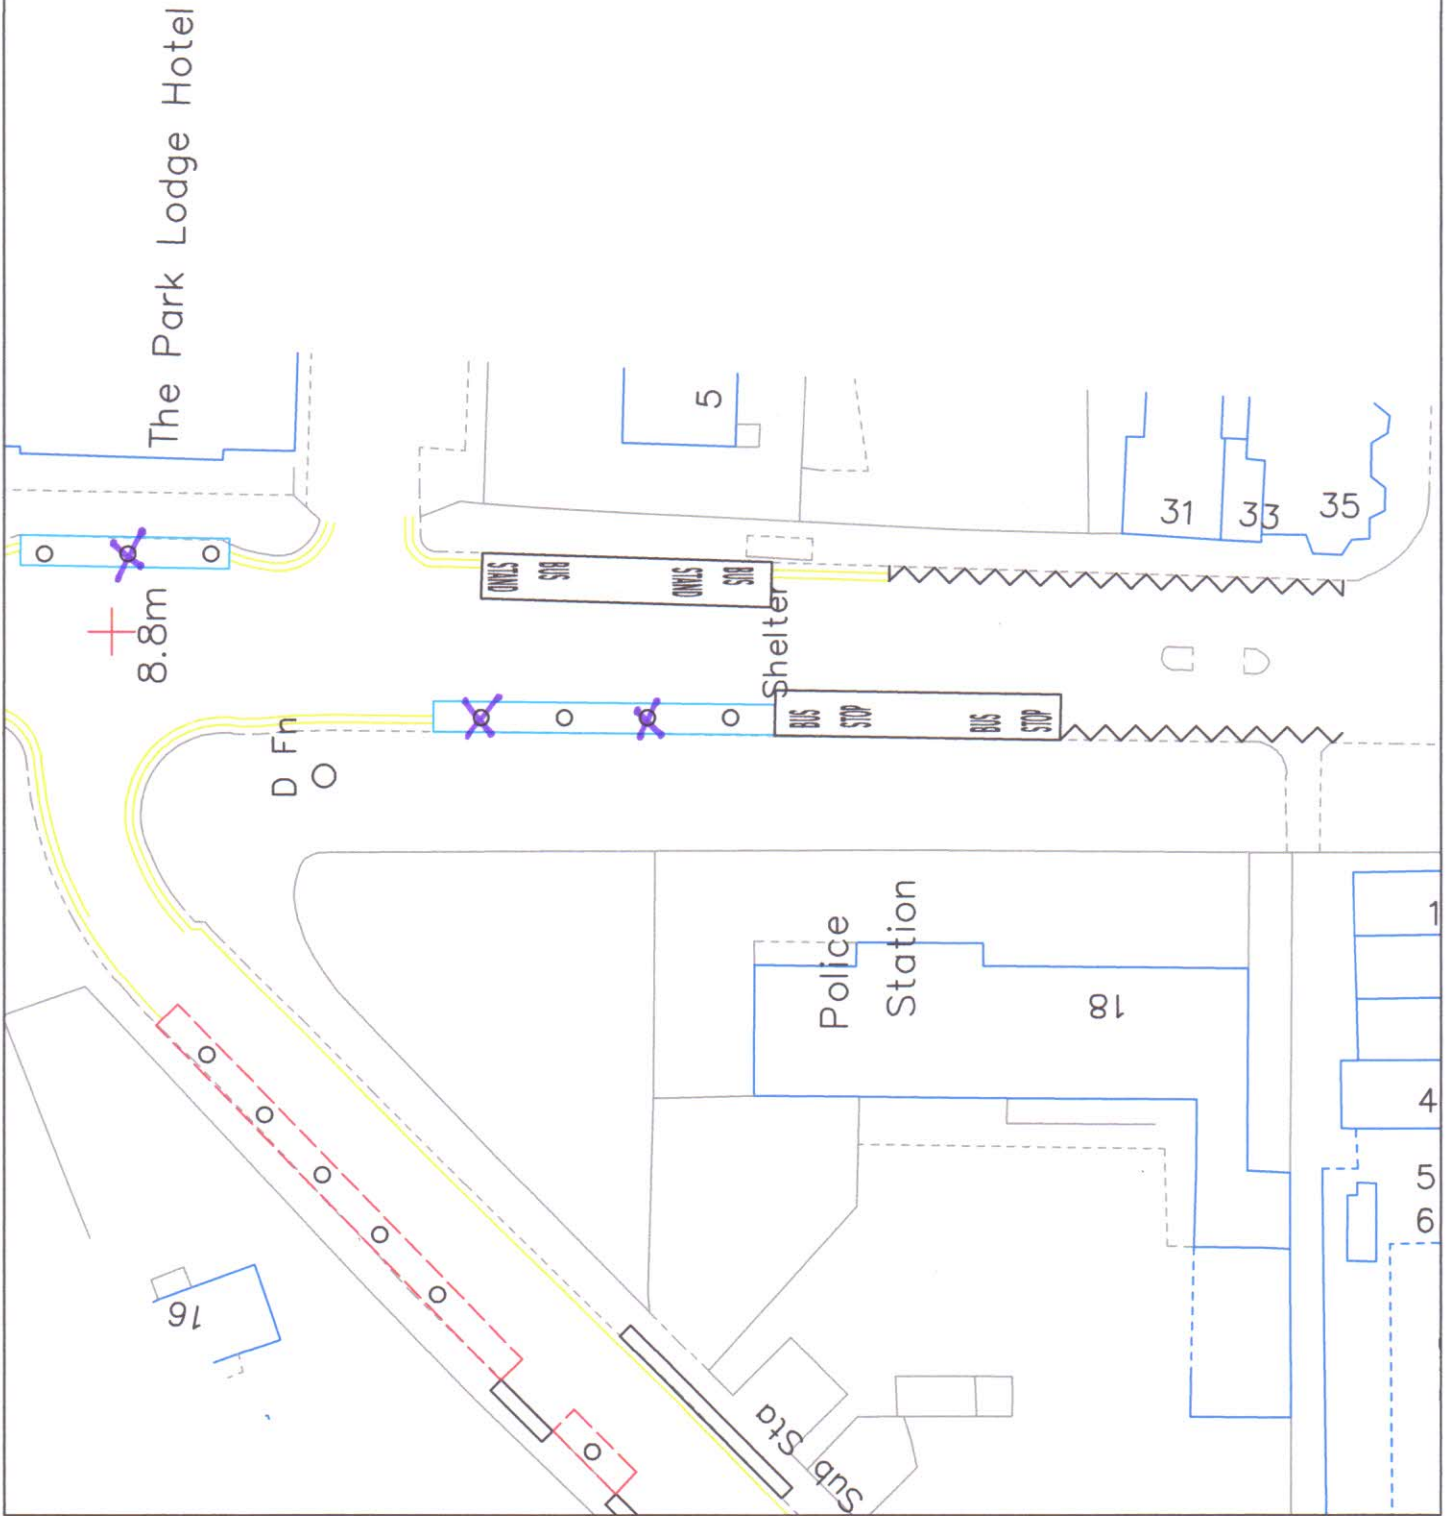 The Park Lodge Hotel
5
31
33
35
STAND
BUS
STAND
BUS
8.8m
Shelter
BUS
STOP
BUS
STOP
D Fn
Police
Station
18
1
4
5
6
16
Sub Sta